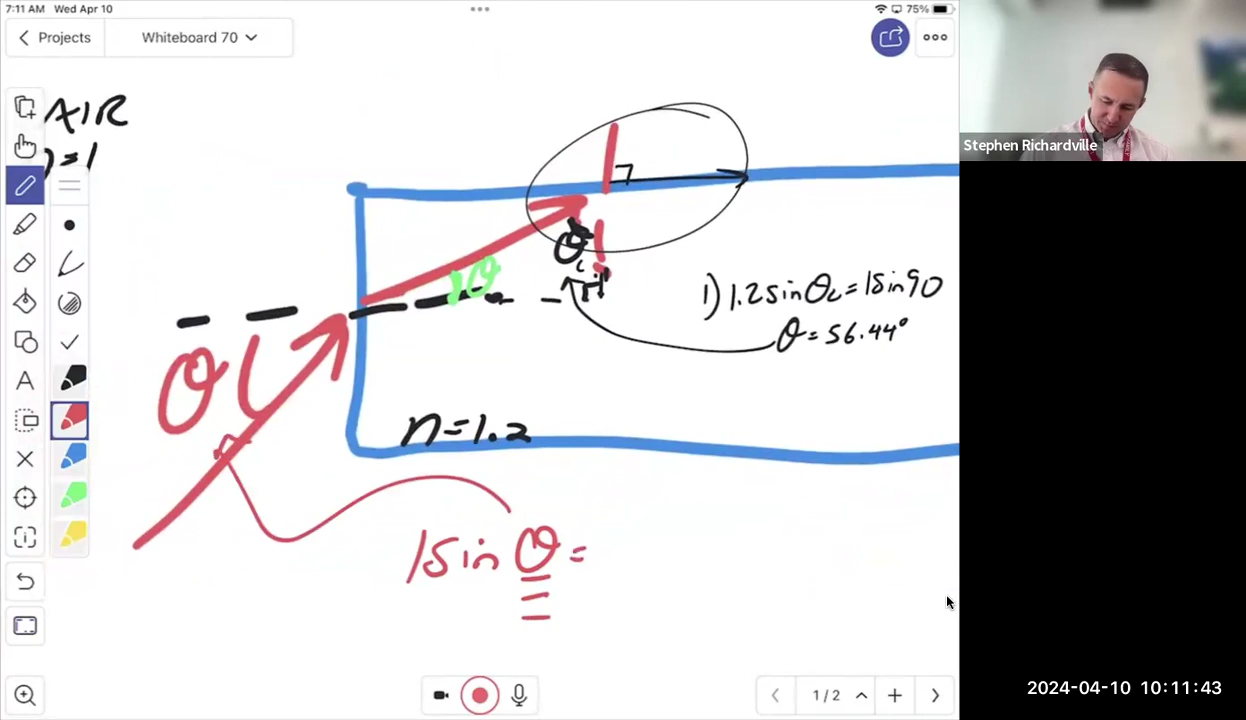 7:11 AM Wed Apr 10
75%
Projects
Whiteboard 70
AIR
n=1
Stephen Richardville
θc
θ
1) 1.2 sin θc = 1 sin 90
θ = 56.44°
θi
n=1.2
1 sin θ =
A
1/2
2024-04-10 10:11:43